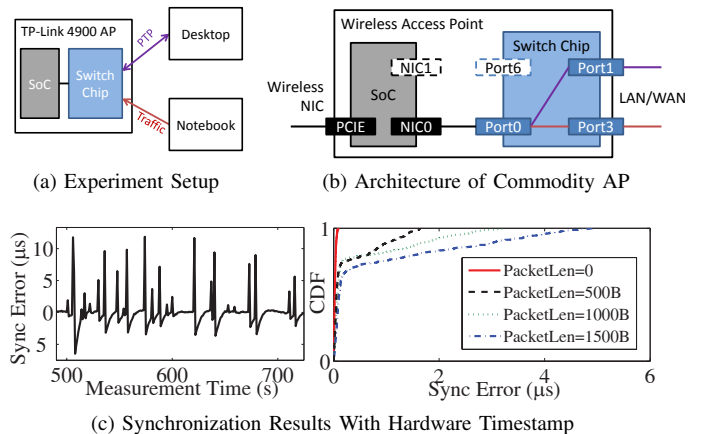 TP-Link 4900 AP
SoC
Switch
Chip
PTP
Traffic
Desktop
Notebook
(a) Experiment Setup
Wireless Access Point
Switch Chip
NIC1
Port6
Port1
Wireless
NIC
SoC
LAN/WAN
PCIE
NIC0
Port0
Port3
(b) Architecture of Commodity AP
Sync Error (μs)
10
5
0
5
500
600
700
Measurement Time (s)
CDF
1
0
PacketLen=0
PacketLen=500B
PacketLen=1000B
PacketLen=1500B
0
2
4
6
Sync Error (μs)
(c) Synchronization Results With Hardware Timestamp